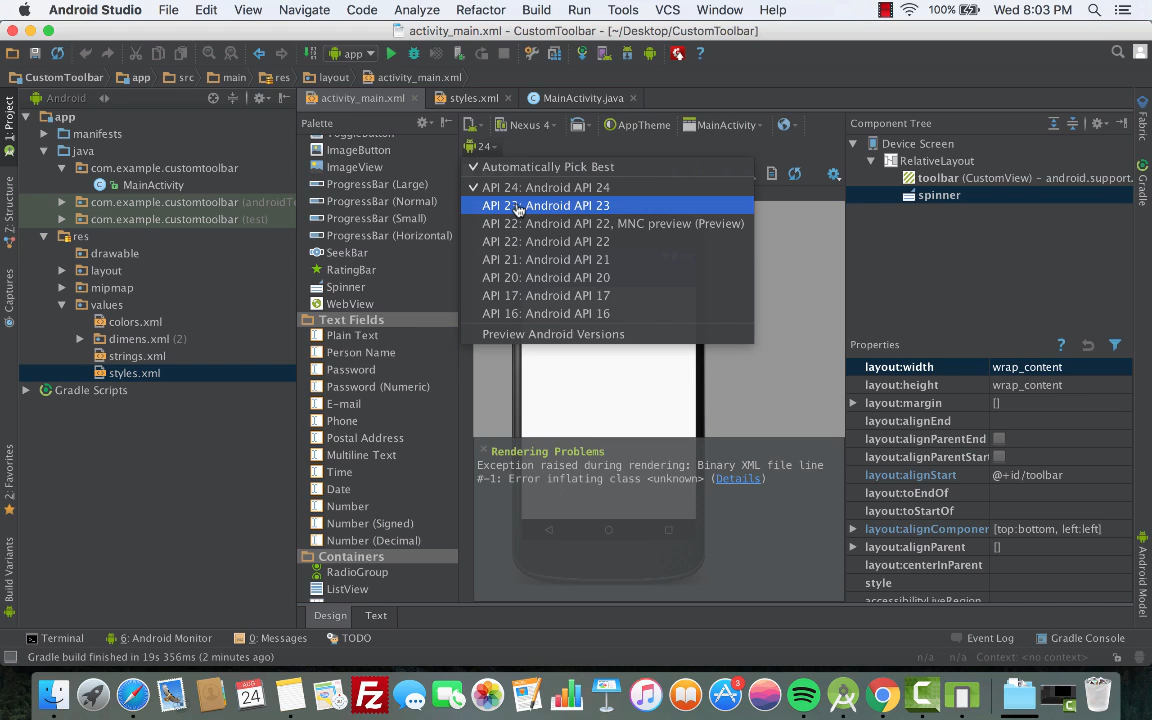 Android Studio File Edit View Navigate Code Analyze Refactor Build Run Tools VCS Window Help 100% Wed 8:03 PM
activity_main.xml - CustomToolbar - [~/Desktop/CustomToolbar]
app
CustomToolbar app src main res layout activity_main.xml
Android
activity_main.xml styles.xml MainActivity.java
1: Project
Z: Structure
Captures
2: Favorites
Build Variants
app
manifests
java
com.example.customtoolbar
MainActivity
com.example.customtoolbar (androidT
com.example.customtoolbar (test)
res
drawable
layout
mipmap
values
colors.xml
dimens.xml (2)
strings.xml
styles.xml
Gradle Scripts
Palette
ToggleButton
ImageButton
ImageView
ProgressBar (Large)
ProgressBar (Normal)
ProgressBar (Small)
ProgressBar (Horizontal)
SeekBar
RatingBar
Spinner
WebView
Text Fields
Plain Text
Person Name
Password
Password (Numeric)
E-mail
Phone
Postal Address
Multiline Text
Time
Date
Number
Number (Signed)
Number (Decimal)
Containers
RadioGroup
ListView
Design Text
Nexus 4 AppTheme MainActivity
24
Automatically Pick Best
API 24: Android API 24
API 23: Android API 23
API 22: Android API 22, MNC preview (Preview)
API 22: Android API 22
API 21: Android API 21
API 20: Android API 20
API 17: Android API 17
API 16: Android API 16
Preview Android Versions
Rendering Problems
Exception raised during rendering: Binary XML file line
#-1: Error inflating class <unknown> (Details)
Component Tree
Device Screen
RelativeLayout
toolbar (CustomView) - android.support.
spinner
Properties
layout:width wrap_content
layout:height wrap_content
layout:margin []
layout:alignEnd
layout:alignParentEnd
layout:alignParentStart
layout:alignStart @+id/toolbar
layout:toEndOf
layout:toStartOf
layout:alignComponen [top:bottom, left:left]
layout:alignParent []
layout:centerInParent
style
accessibilityLiveRegion
Fabric
Gradle
Android Model
Terminal 6: Android Monitor 0: Messages TODO Event Log Gradle Console
Gradle build finished in 19s 356ms (2 minutes ago) n/a n/a Context: <no context>
AUG
24
3